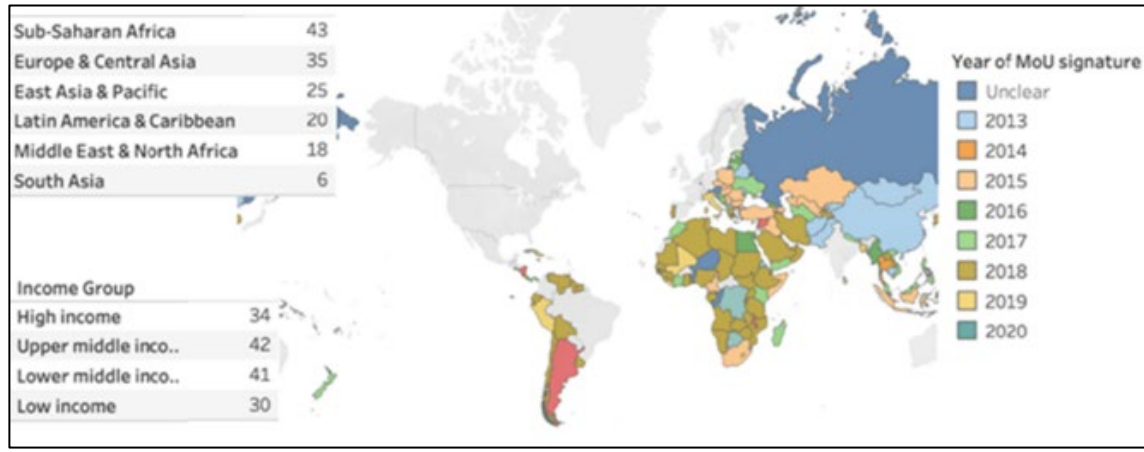 Sub-Saharan Africa 43
Europe & Central Asia 35
East Asia & Pacific 25
Latin America & Caribbean 20
Middle East & North Africa 18
South Asia 6
Income Group
High income 34
Upper middle inco.. 42
Lower middle inco.. 41
Low income 30
Year of MoU signature
Unclear
2013
2014
2015
2016
2017
2018
2019
2020